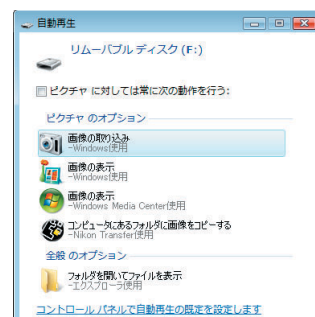 自動再生
リムーバブル ディスク (F:)
ピクチャ に対しては常に次の動作を行う:
ピクチャ のオプション
画像の取り込み
-Windows使用
画像の表示
-Windows使用
画像の表示
-Windows Media Center使用
コンピュータにあるフォルダに画像をコピーする
-Nikon Transfer使用
全般 のオプション
フォルダを開いてファイルを表示
-エクスプローラ使用
コントロール パネルで自動再生の既定を設定します